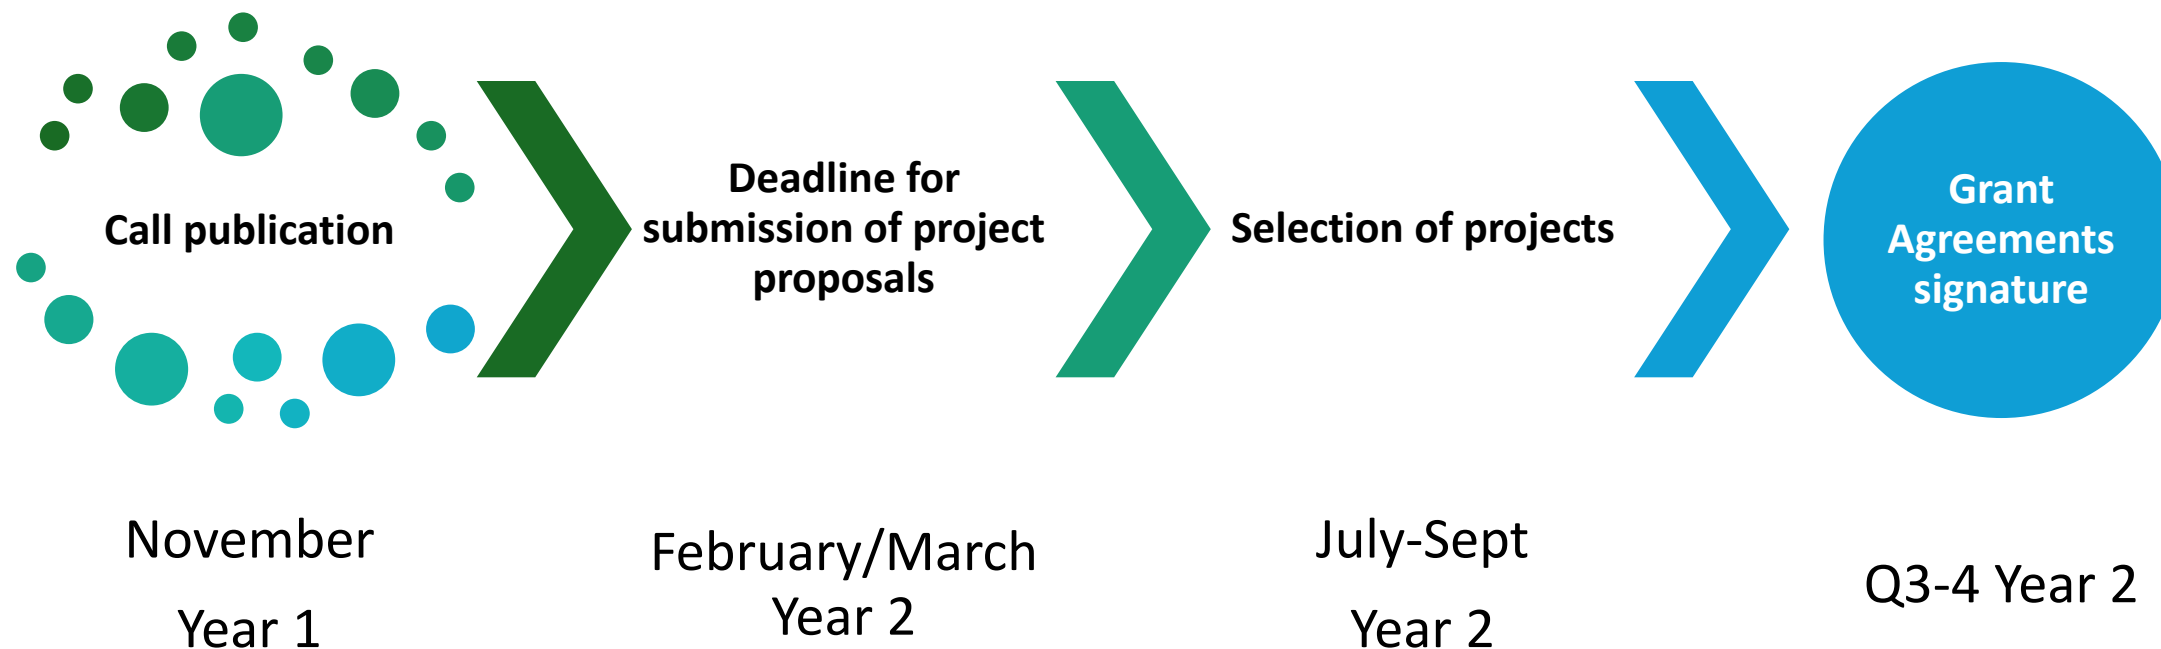 Call publication
Deadline for
submission of project
proposals
Selection of projects
Grant
Agreements
signature
November
Year 1
February/March
Year 2
July-Sept
Year 2
Q3-4 Year 2